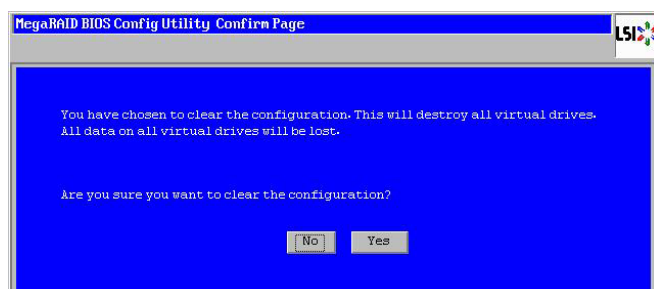 MegaRAID BIOS Config Utility Confirm Page
LSI
You have chosen to clear the configuration. This will destroy all virtual drives.
All data on all virtual drives will be lost.
Are you sure you want to clear the configuration?
No Yes